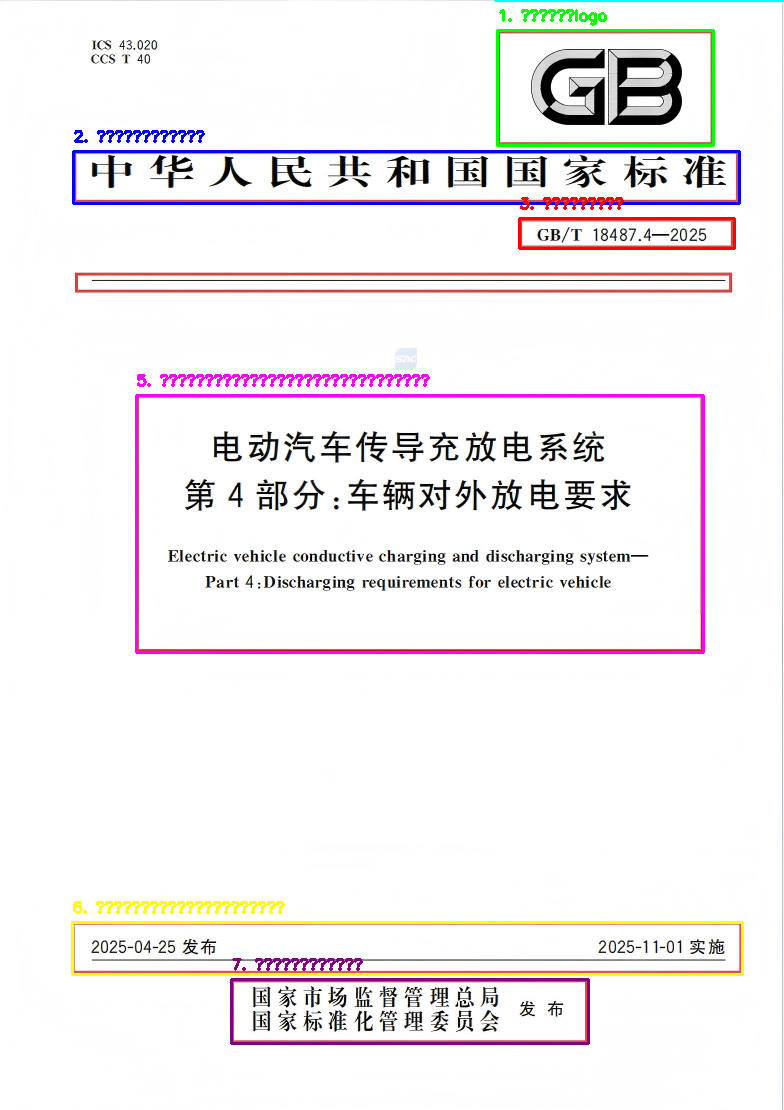 1. ??????logo
ICS 43.020
CCS T 40
GB
2. ????????????
中华人民共和国国家标准
3. ?????????
GB/T 18487.4—2025
sac
5. ??????????????????????????????
电动汽车传导充放电系统
第4部分：车辆对外放电要求
Electric vehicle conductive charging and discharging system—
Part 4:Discharging requirements for electric vehicle
6. ?????????????????????
2025-04-25 发布
2025-11-01 实施
7. ????????????
国家市场监督管理总局
国家标准化管理委员会
发布